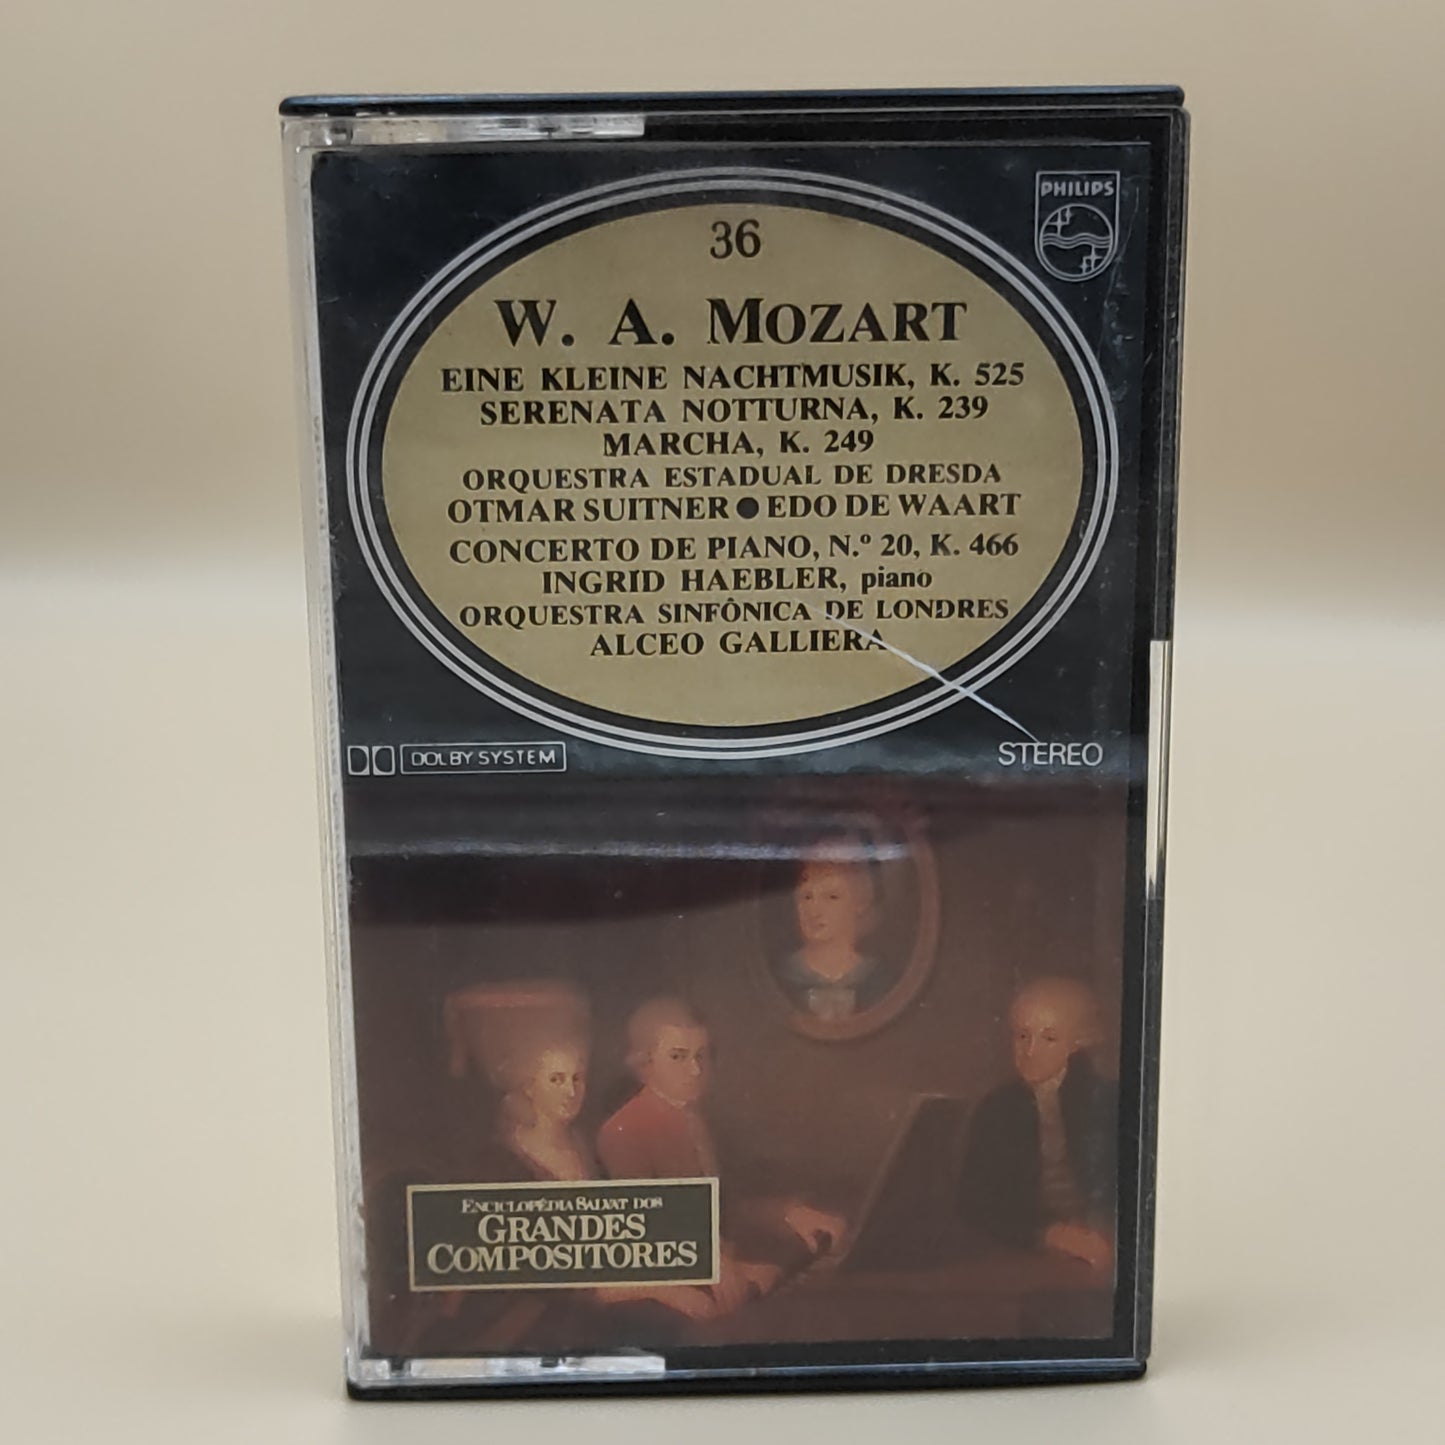 PHILIPS
36
W. A. MOZART
EINE KLEINE NACHTMUSIK, K. 525
SERENATA NOTTURNA, K. 239
MARCHA, K. 249
ORQUESTRA ESTADUAL DE DRESDA
OTMAR SUITNER ● EDO DE WAART
CONCERTO DE PIANO, N.º 20, K. 466
INGRID HAEBLER, piano
ORQUESTRA SINFÔNICA DE LONDRES
ALCEO GALLIERA
DOLBY SYSTEM
STEREO
ENCICLOPÉDIA SALVAT DOS
GRANDES
COMPOSITORES